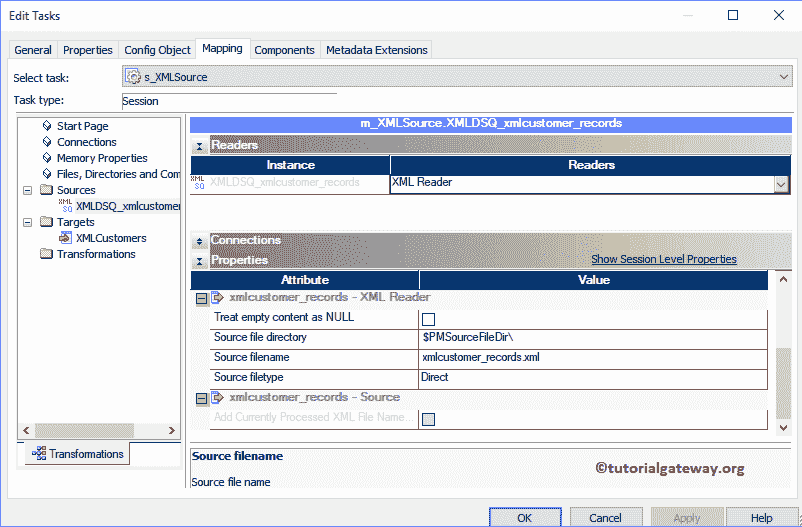 Edit Tasks
General Properties Config Object Mapping Components Metadata Extensions
Select task: s_XMLSource
Task type: Session
Start Page
Connections
Memory Properties
Files, Directories and Com
Sources
XML SQ XMLDSQ_xmlcustomer
Targets
XMLCustomers
Transformations
Transformations
m_XMLSource.XMLDSQ_xmlcustomer_records
Readers
Instance Readers
XML SQ XMLDSQ_xmlcustomer_records XML Reader
Connections
Properties Show Session Level Properties
Attribute Value
xmlcustomer_records - XML Reader
Treat empty content as NULL
Source file directory $PMSourceFileDir\
Source filename xmlcustomer_records.xml
Source filetype Direct
xmlcustomer_records - Source
Add Currently Processed XML File Name...
Source filename
Source file name
©tutorialgateway.org
OK Cancel Apply Help